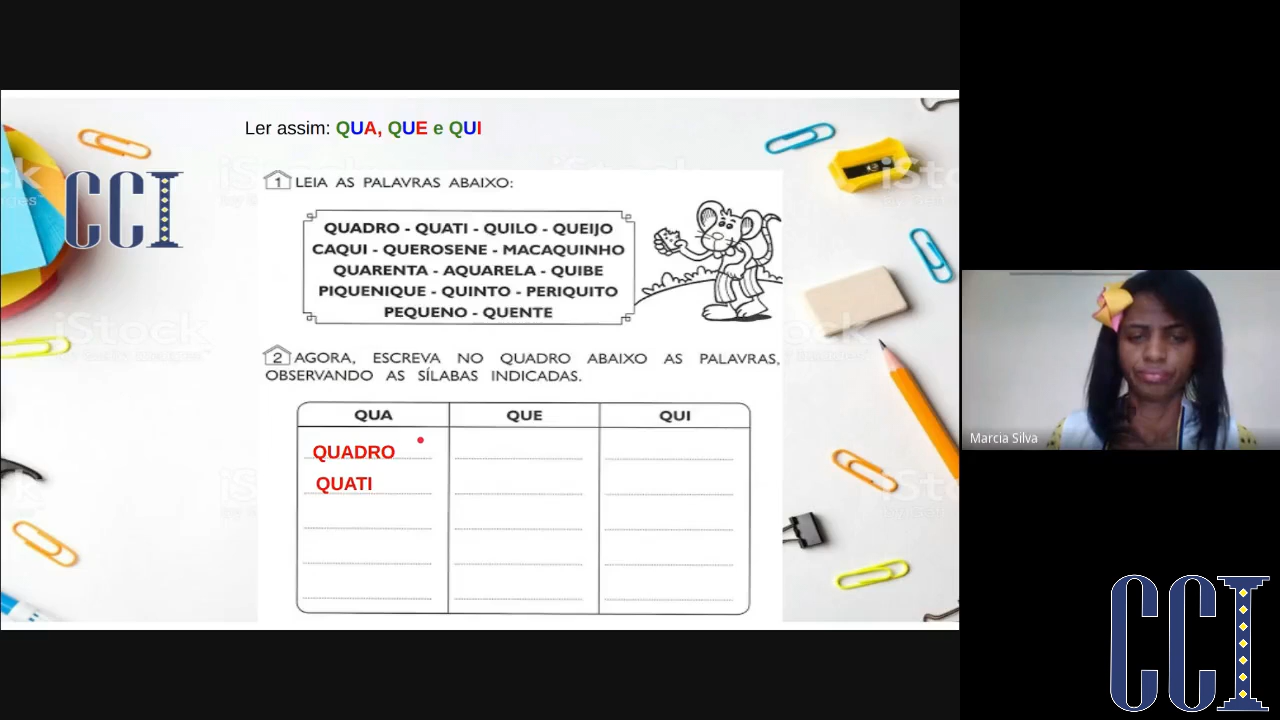 Ler assim: QUA, QUE e QUI
CCI
1 LEIA AS PALAVRAS ABAIXO:
QUADRO - QUATI - QUILO - QUEIJO
CAQUI - QUEROSENE - MACAQUINHO
QUARENTA - AQUARELA - QUIBE
PIQUENIQUE - QUINTO - PERIQUITO
PEQUENO - QUENTE
2 AGORA, ESCREVA NO QUADRO ABAIXO AS PALAVRAS,
OBSERVANDO AS SÍLABAS INDICADAS.
QUA QUE QUI
QUADRO
QUATI
iStock
Marcia Silva
CCI